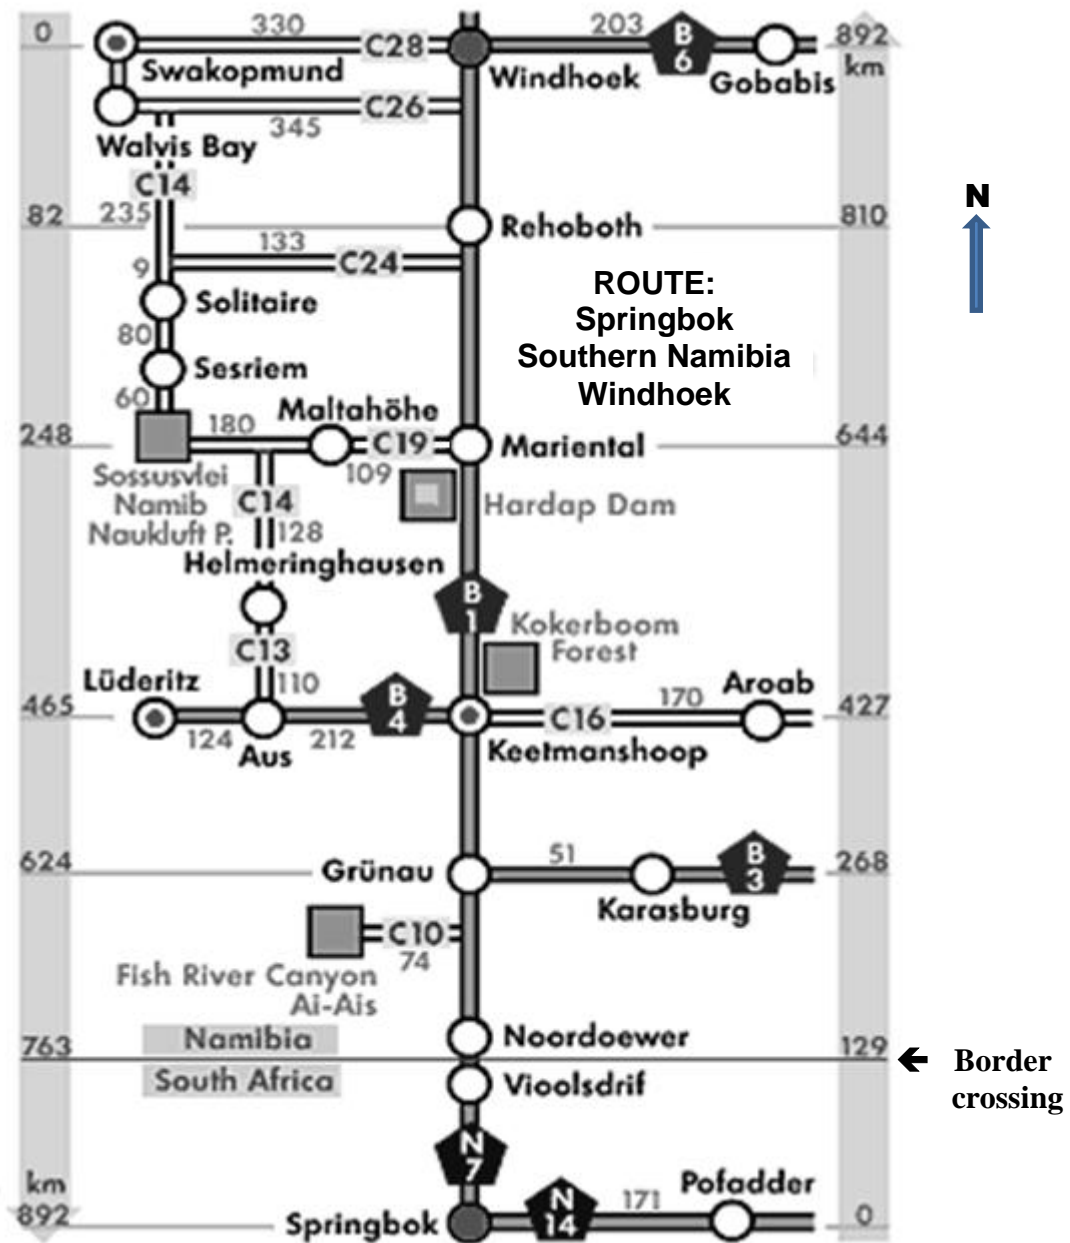 0
330
C28
203
B
6
892
km
Swakopmund
Windhoek
Gobabis
C26
345
Walvis Bay
C14
N
82
235
Rehoboth
810
133
C24
9
Solitaire
ROUTE:
Springbok
Southern Namibia
Windhoek
80
Sesriem
60
Maltahöhe
248
180
C19
Mariental
644
109
Sossusvlei
Namib
Naukluft P.
C14
Hardap Dam
128
Helmeringhausen
B
1
Kokerboom
Forest
C13
Lüderitz
110
B
4
170
Aroab
465
C16
427
124
Aus
212
Keetmanshoop
624
Grünau
51
B
3
268
Karasburg
C10
74
Fish River Canyon
Ai-Ais
Namibia
Noordoewer
763
129
🡰 Border
crossing
South Africa
Vioolsdrif
N
7
km
892
Springbok
N
14
171
Pofadder
0